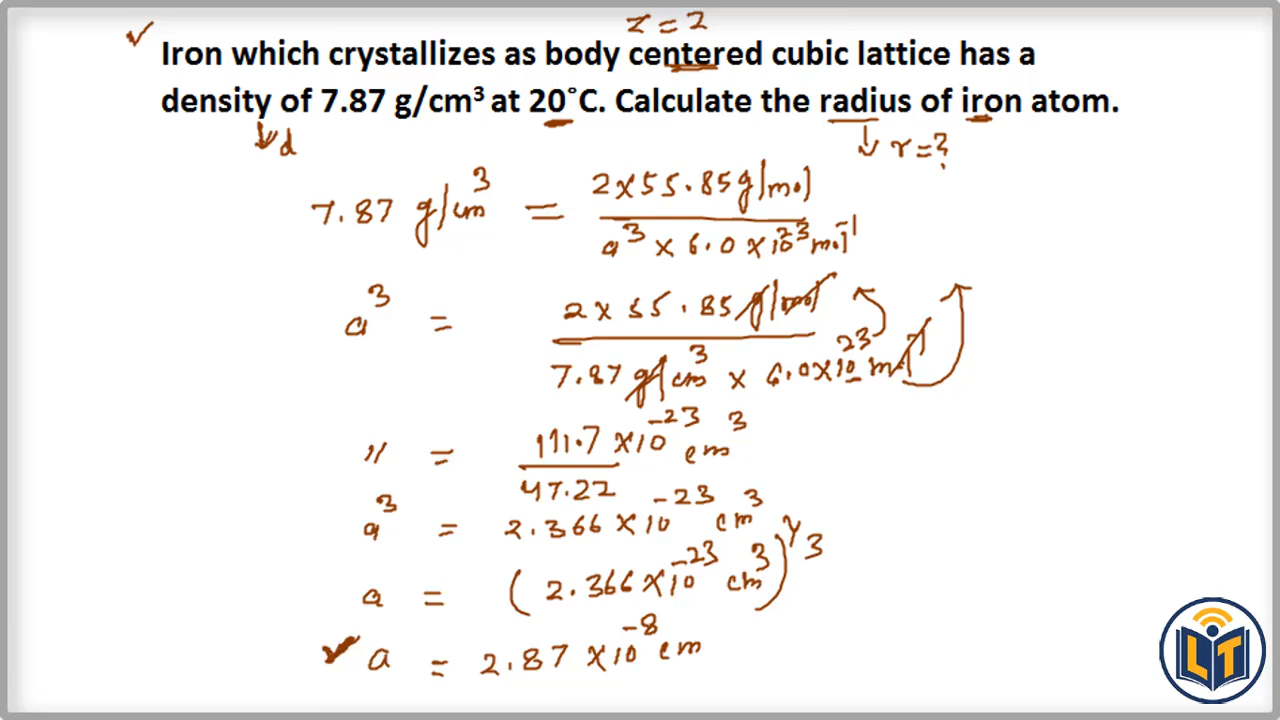 z = 2
✓ Iron which crystallizes as body centered cubic lattice has a
density of 7.87 g/cm³ at 20˚C. Calculate the radius of iron atom.
↓ d ↓ r = ?
7.87 g/cm³ = 2 × 55.85 g/mol / a³ × 6.0 × 10²³ mol⁻¹
a³ = 2 × 55.85 g/mol / 7.87 g/cm³ × 6.0 × 10²³ mol⁻¹
" = 111.7 × 10⁻²³ cm³ / 47.22
a³ = 2.366 × 10⁻²³ cm³
a = (2.366 × 10⁻²³ cm³)^1/3
✓ a = 2.87 × 10⁻⁸ cm
LT